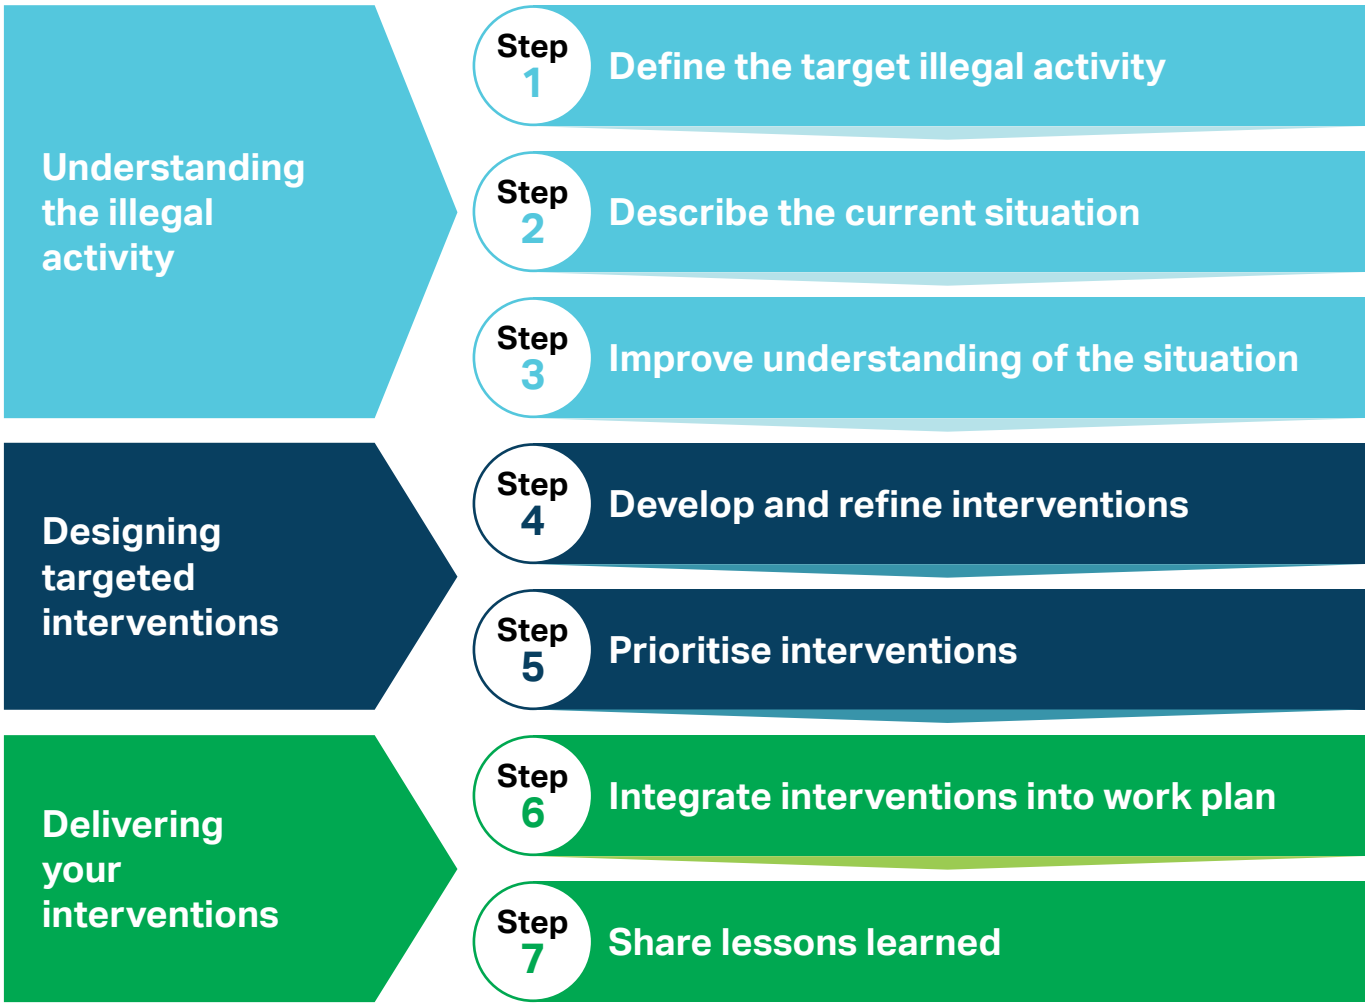 Understanding
the illegal
activity
Step
1
Define the target illegal activity
Step
2
Describe the current situation
Step
3
Improve understanding of the situation
Designing
targeted
interventions
Step
4
Develop and refine interventions
Step
5
Prioritise interventions
Delivering
your
interventions
Step
6
Integrate interventions into work plan
Step
7
Share lessons learned